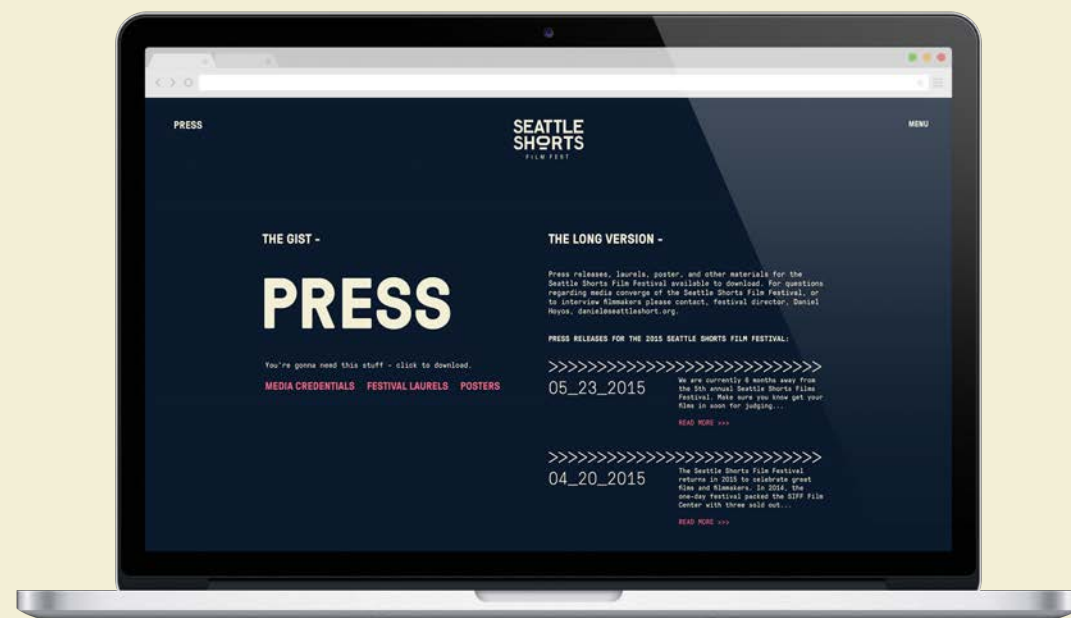 PRESS
SEATTLE
SHORTS
FILM FEST
MENU
THE GIST -
PRESS
You're gonna need this stuff - click to download.
MEDIA CREDENTIALS FESTIVAL LAURELS POSTERS
THE LONG VERSION -
Press releases, laurels, poster, and other materials for the
Seattle Shorts Film Festival available to download. For questions
regarding media converge of the Seattle Shorts Film Festival, or
to interview filmmakers please contact, festival director, Daniel
Hoyos, daniel@seattleshort.org.
PRESS RELEASES FOR THE 2015 SEATTLE SHORTS FILM FESTIVAL:
>>>>>>>>>>>>>>>>>>>>>>>>>>>>
05_23_2015
We are currently 6 months away from
the 5th annual Seattle Shorts Films
Festival. Make sure you know get your
films in soon for judging...
READ MORE >>>
>>>>>>>>>>>>>>>>>>>>>>>>>>>>
04_20_2015
The Seattle Shorts Film Festival
returns in 2015 to celebrate great
films and filmmakers. In 2014, the
one-day festival packed the SIFF Film
Center with three sold out...
READ MORE >>>